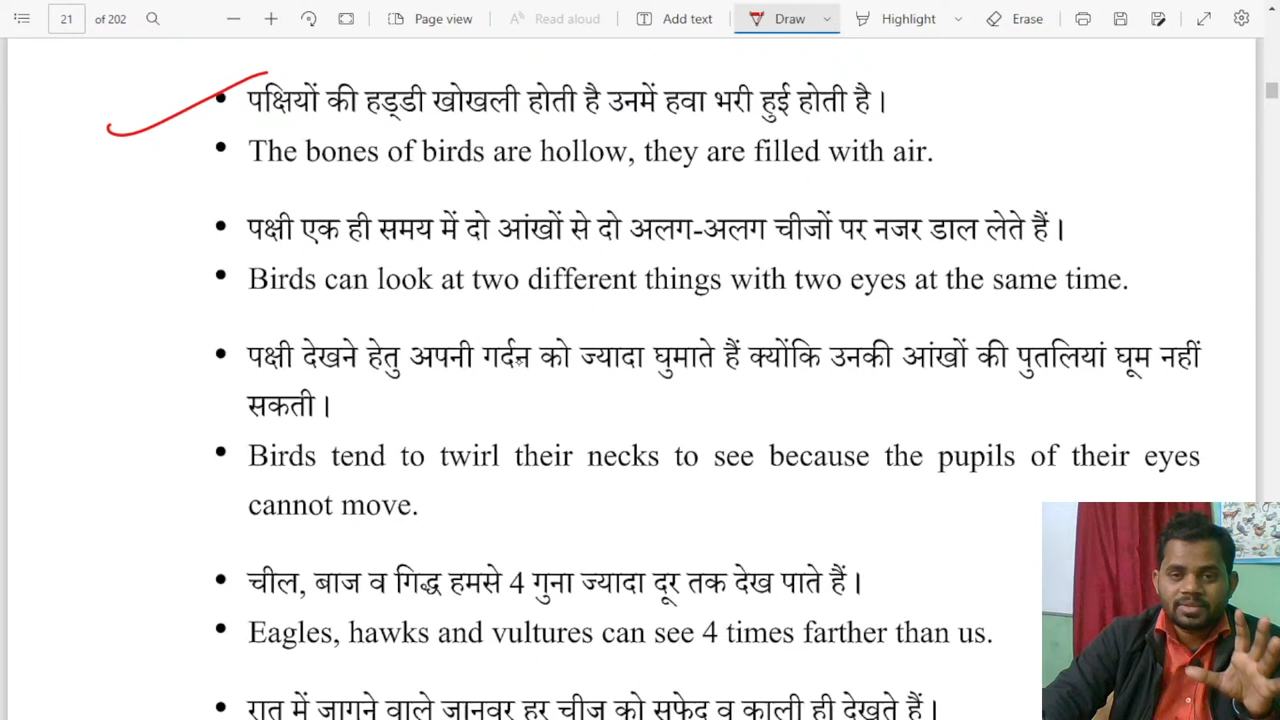 21 of 202 Page view Read aloud Add text Draw Highlight Erase
पक्षियों की हड्डी खोखली होती है उनमें हवा भरी हुई होती है।
The bones of birds are hollow, they are filled with air.
पक्षी एक ही समय में दो आंखों से दो अलग-अलग चीजों पर नजर डाल लेते हैं।
Birds can look at two different things with two eyes at the same time.
पक्षी देखने हेतु अपनी गर्दन को ज्यादा घुमाते हैं क्योंकि उनकी आंखों की पुतलियां घूम नहीं
सकती।
Birds tend to twirl their necks to see because the pupils of their eyes
cannot move.
चील, बाज व गिद्ध हमसे 4 गुना ज्यादा दूर तक देख पाते हैं।
Eagles, hawks and vultures can see 4 times farther than us.
रात में जागने वाले जानवर हर चीज को सफेद व काली ही देखते हैं।